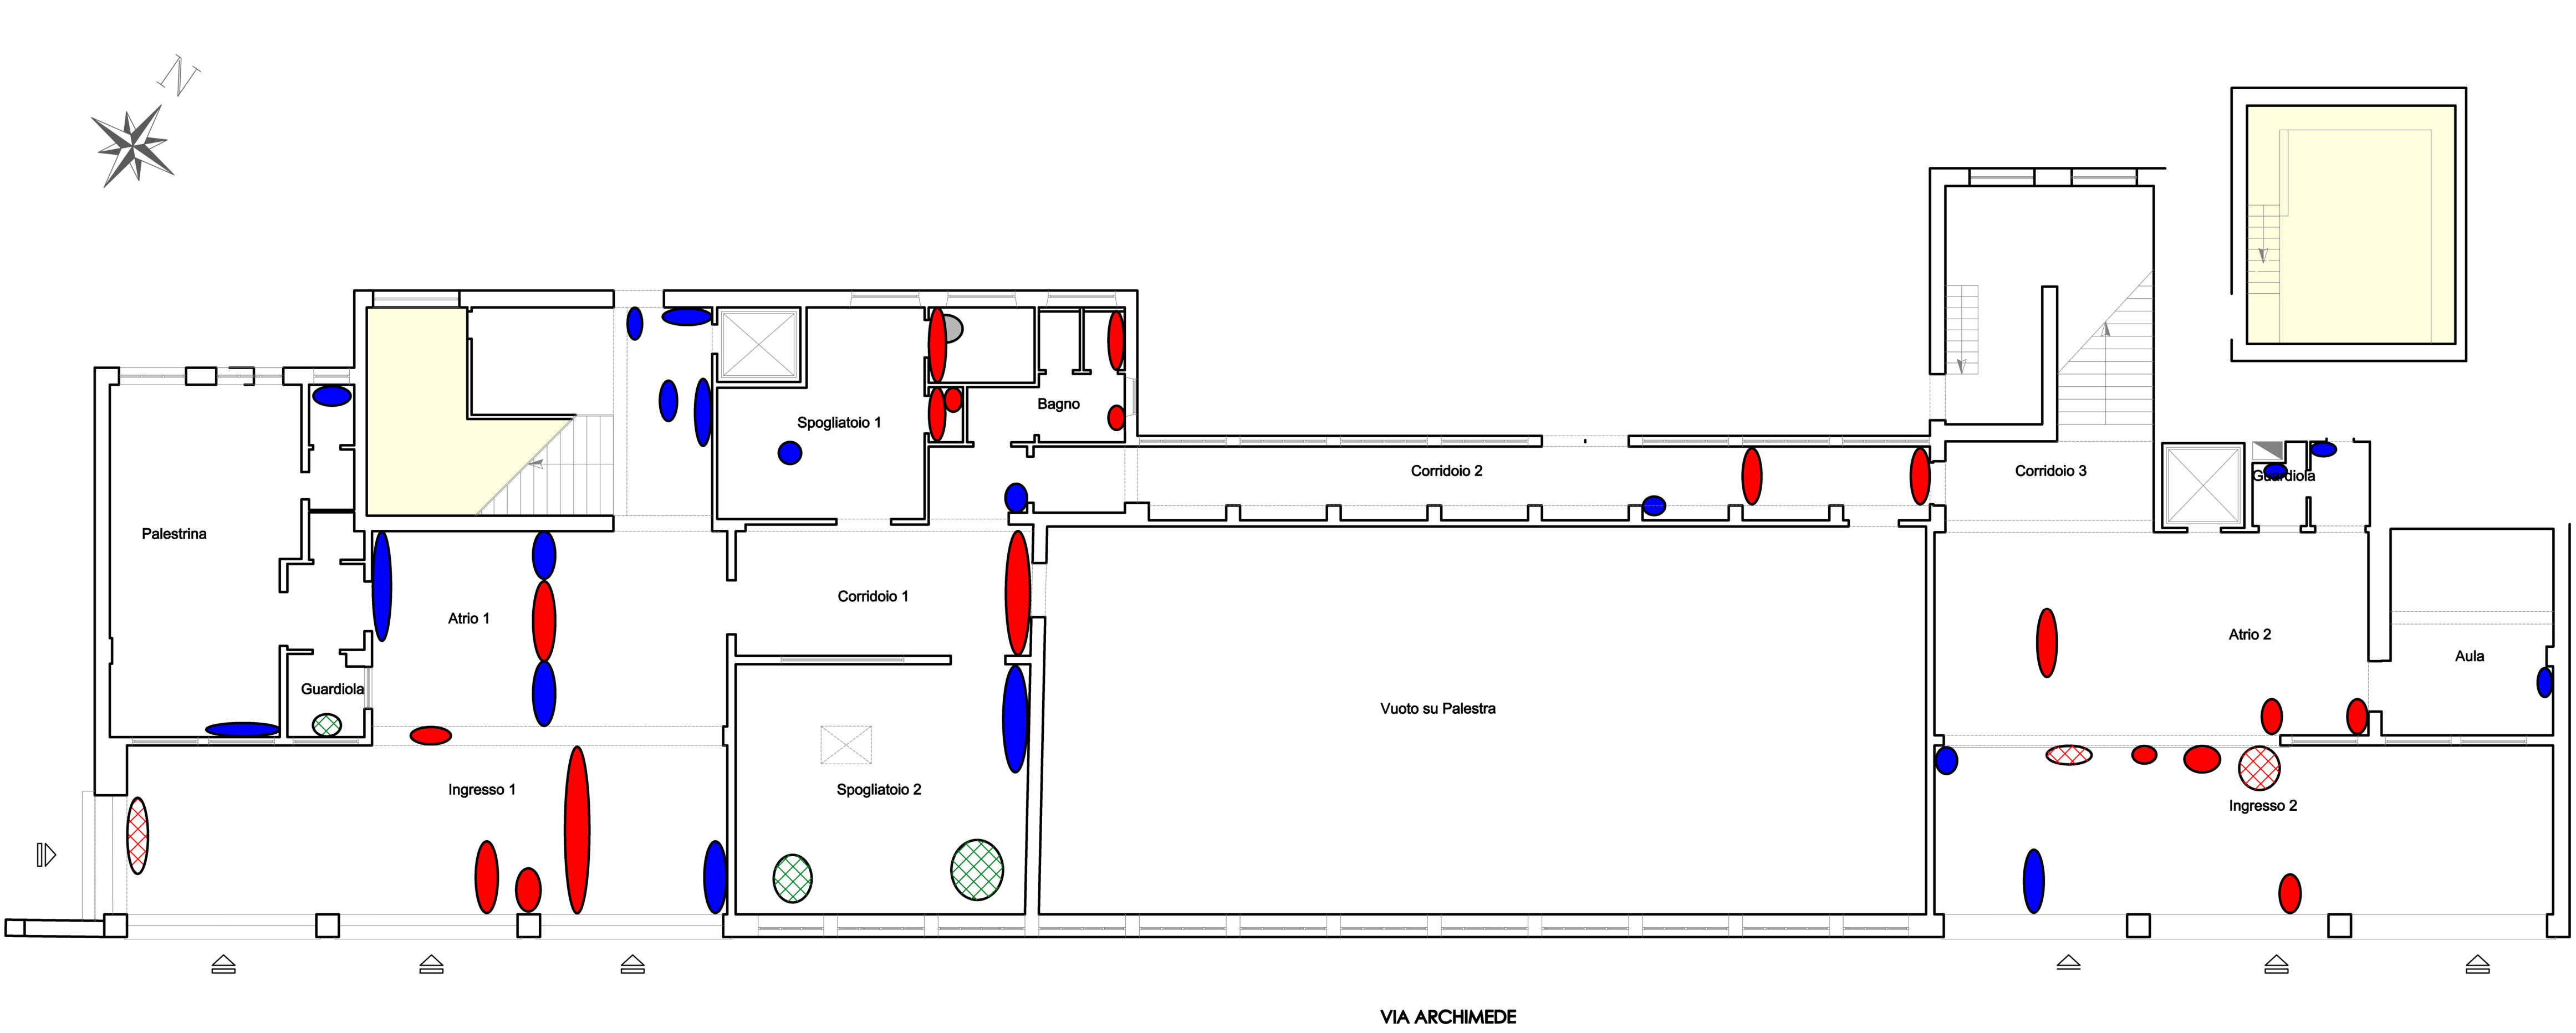 N
Spogliatoio 1
Bagno
Corridoio 2
Corridoio 3
Guardiola
Palestrina
Atrio 1
Corridoio 1
Atrio 2
Aula
Guardiola
Vuoto su Palestra
Ingresso 1
Spogliatoio 2
Ingresso 2
VIA ARCHIMEDE